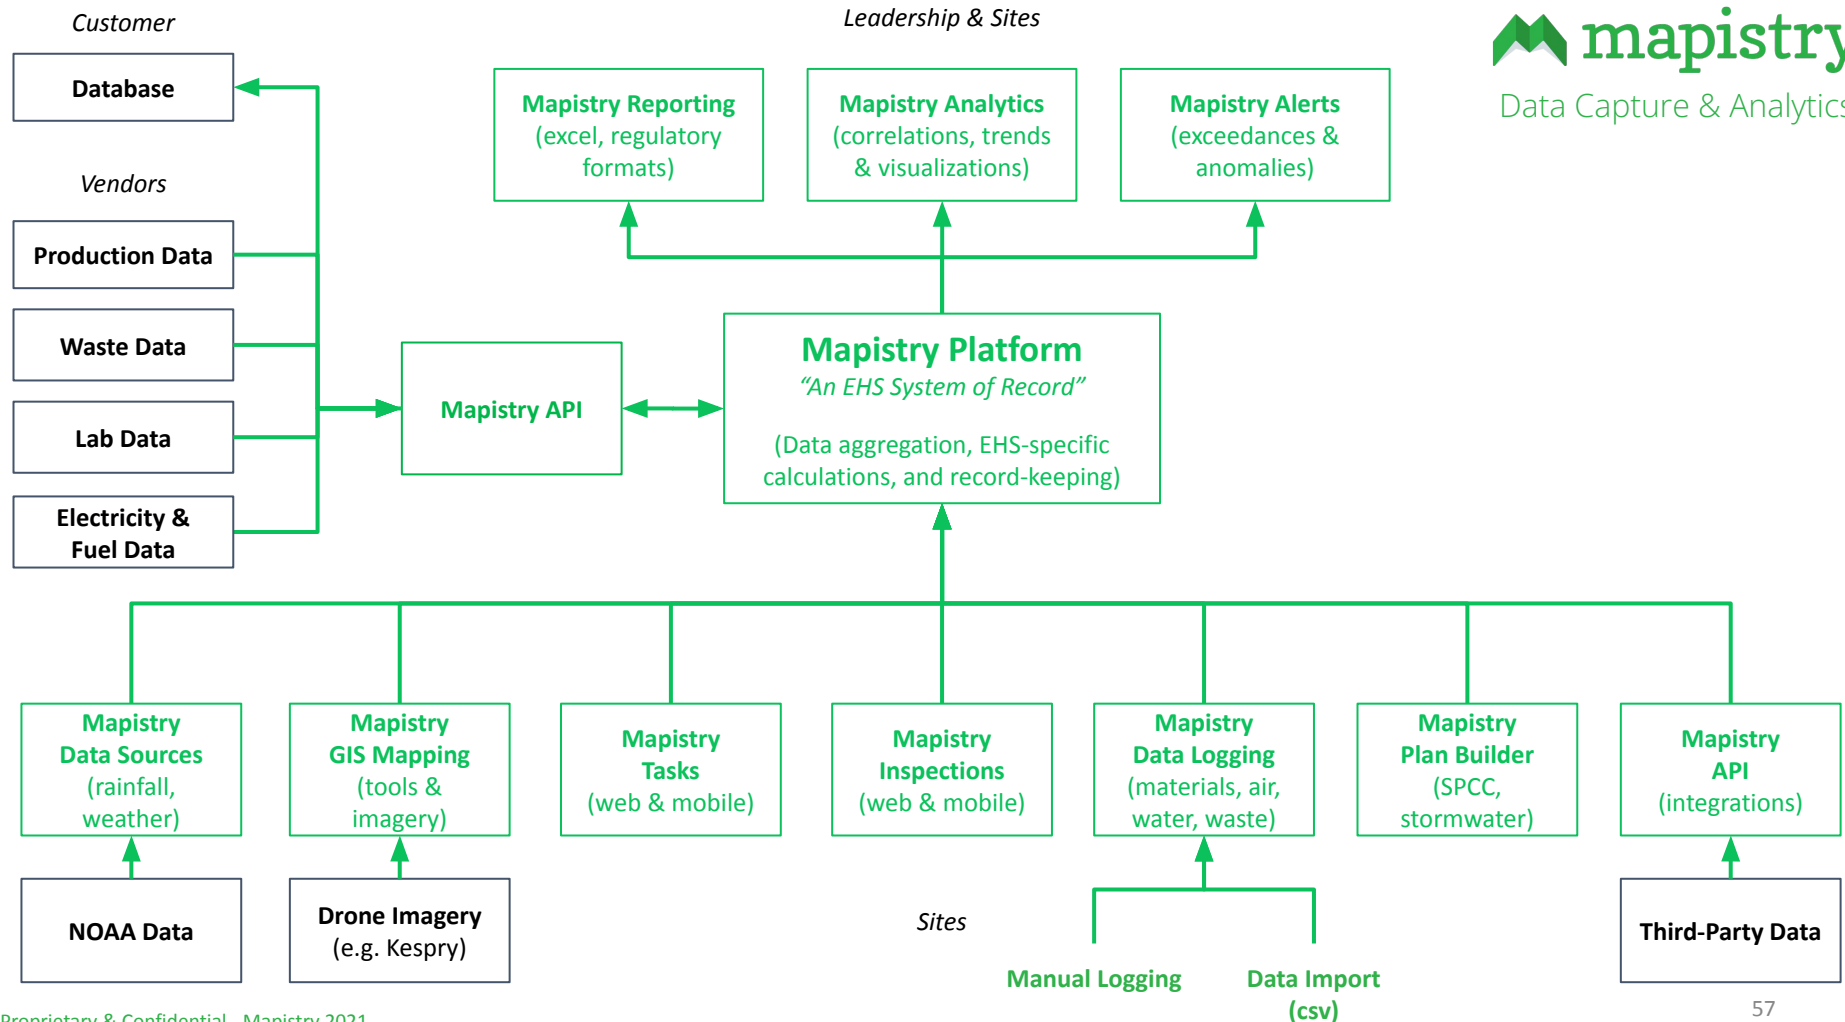 Customer
Leadership & Sites
mapistry
Data Capture & Analytics
Database
Mapistry Reporting
(excel, regulatory
formats)
Mapistry Analytics
(correlations, trends
& visualizations)
Mapistry Alerts
(exceedances &
anomalies)
Vendors
Production Data
Waste Data
Lab Data
Electricity &
Fuel Data
Mapistry API
Mapistry Platform
“An EHS System of Record”
(Data aggregation, EHS-specific
calculations, and record-keeping)
Mapistry
Data Sources
(rainfall,
weather)
Mapistry
GIS Mapping
(tools &
imagery)
Mapistry
Tasks
(web & mobile)
Mapistry
Inspections
(web & mobile)
Mapistry
Data Logging
(materials, air,
water, waste)
Mapistry
Plan Builder
(SPCC,
stormwater)
Mapistry
API
(integrations)
NOAA Data
Drone Imagery
(e.g. Kespry)
Sites
Manual Logging
Data Import
(csv)
Third-Party Data
Proprietary & Confidential - Mapistry 2021
57